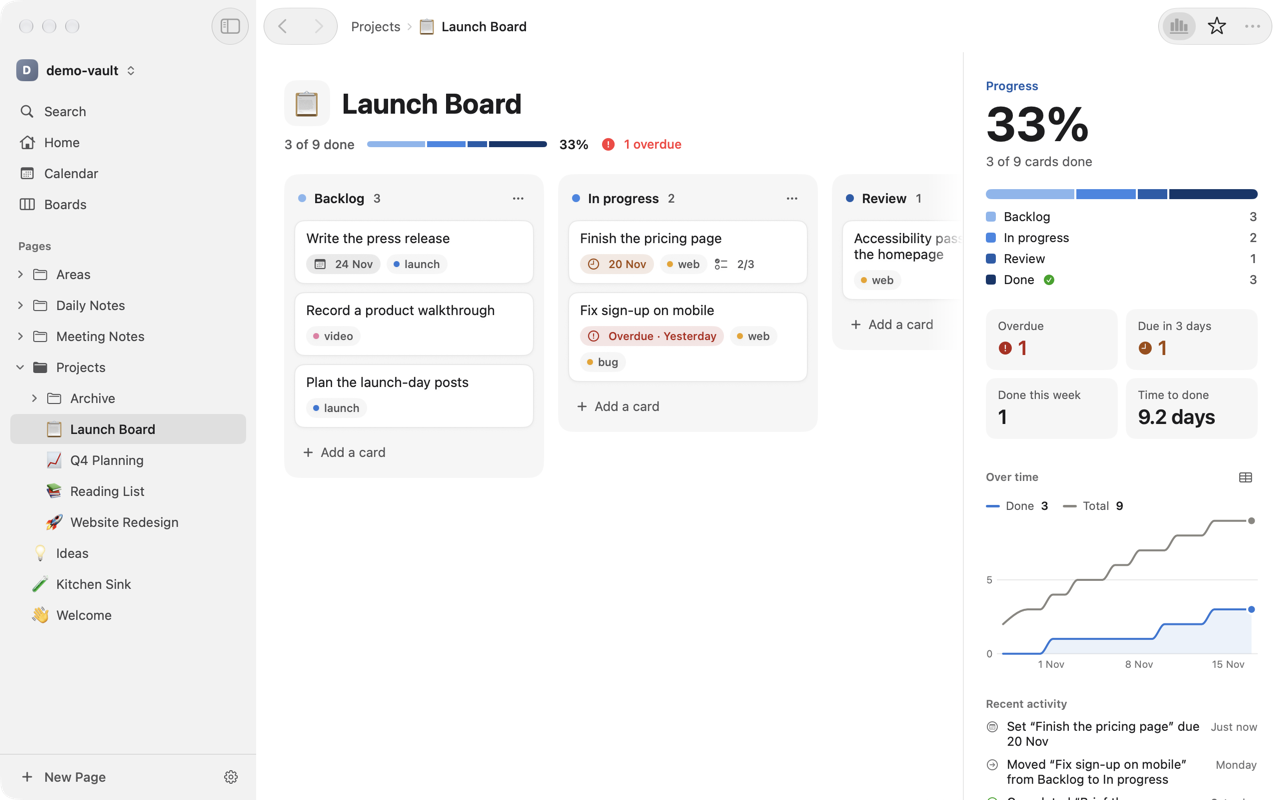 D demo-vault
Search
Home
Calendar
Boards
Pages
Areas
Daily Notes
Meeting Notes
Projects
Archive
Launch Board
Q4 Planning
Reading List
Website Redesign
Ideas
Kitchen Sink
Welcome
+ New Page
Projects › Launch Board
Launch Board
3 of 9 done 33% 1 overdue
Backlog 3
Write the press release
24 Nov launch
Record a product walkthrough
video
Plan the launch-day posts
launch
+ Add a card
In progress 2
Finish the pricing page
20 Nov web 2/3
Fix sign-up on mobile
Overdue · Yesterday web
bug
+ Add a card
Review 1
Accessibility pass
the homepage
web
+ Add a card
Progress
33%
3 of 9 cards done
Backlog 3
In progress 2
Review 1
Done 3
Overdue
1
Due in 3 days
1
Done this week
1
Time to done
9.2 days
Over time
Done 3 Total 9
5
0
1 Nov 8 Nov 15 Nov
Recent activity
Set “Finish the pricing page” due Just now
20 Nov
Moved “Fix sign-up on mobile” Monday
from Backlog to In progress